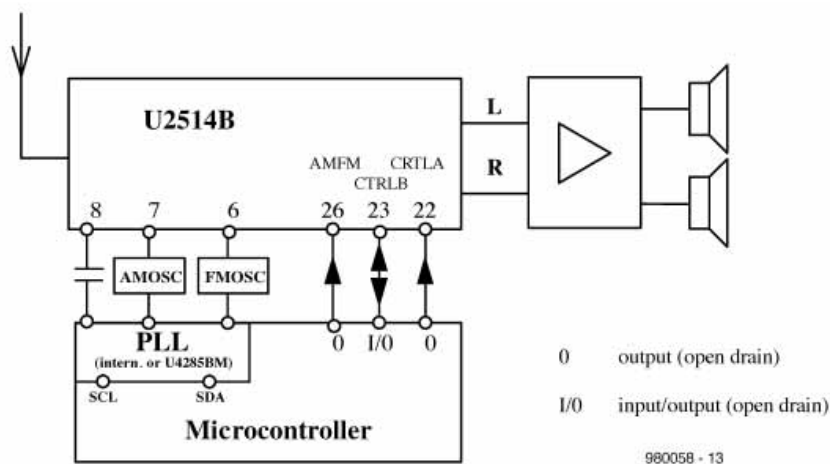 U2514B
L
R
AMFM
CRTLA
CTRLB
8
7
6
26
23
22
AMOSC
FMOSC
PLL
(intern. or U4285BM)
0
I/0
0
SCL
SDA
Microcontroller
0 output (open drain)
I/0 input/output (open drain)
980058 - 13